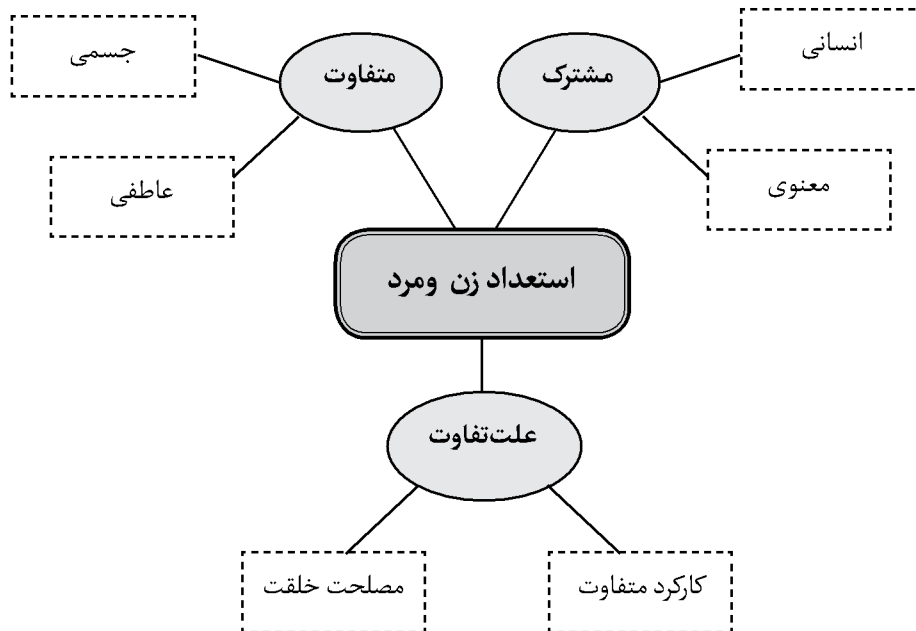 انسانی
مشترک
متفاوت
جسمی
معنوی
عاطفی
استعداد زن ومرد
علت‌تفاوت
کارکرد متفاوت
مصلحت خلقت